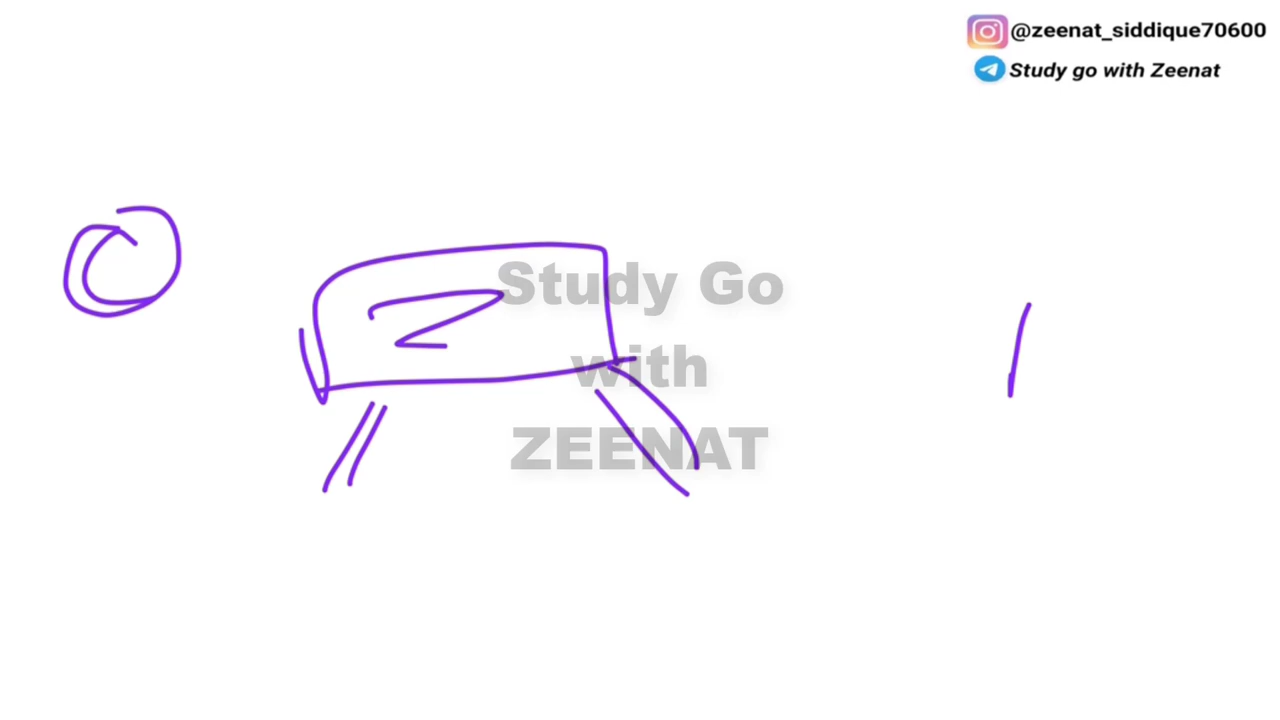 @zeenat_siddique70600
Study go with Zeenat
Study Go
with
ZEENAT